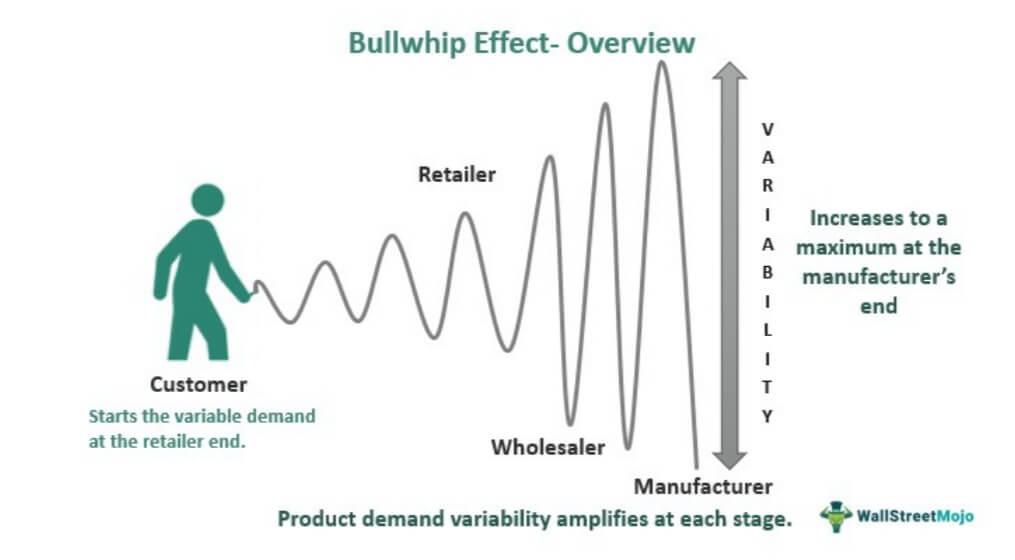 Bullwhip Effect- Overview
Retailer
VARIABILITY
Increases to a
maximum at the
manufacturer’s
end
Customer
Starts the variable demand
at the retailer end.
Wholesaler
Manufacturer
Product demand variability amplifies at each stage.
WallStreetMojo